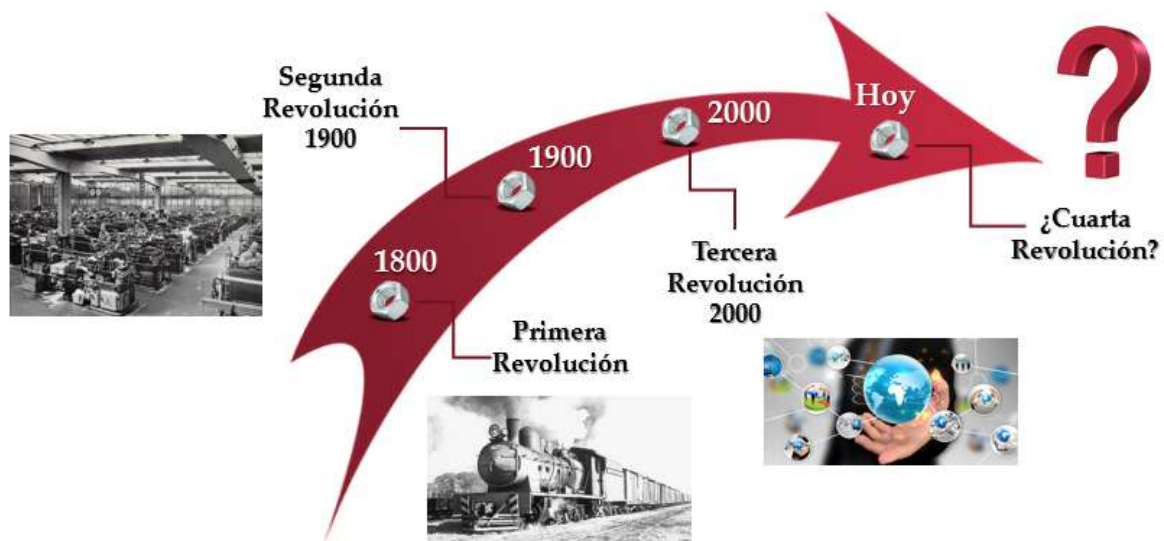 Segunda
Revolución
1900
1900
2000
Hoy
1800
Primera
Revolución
Tercera
Revolución
2000
¿Cuarta
Revolución?
?